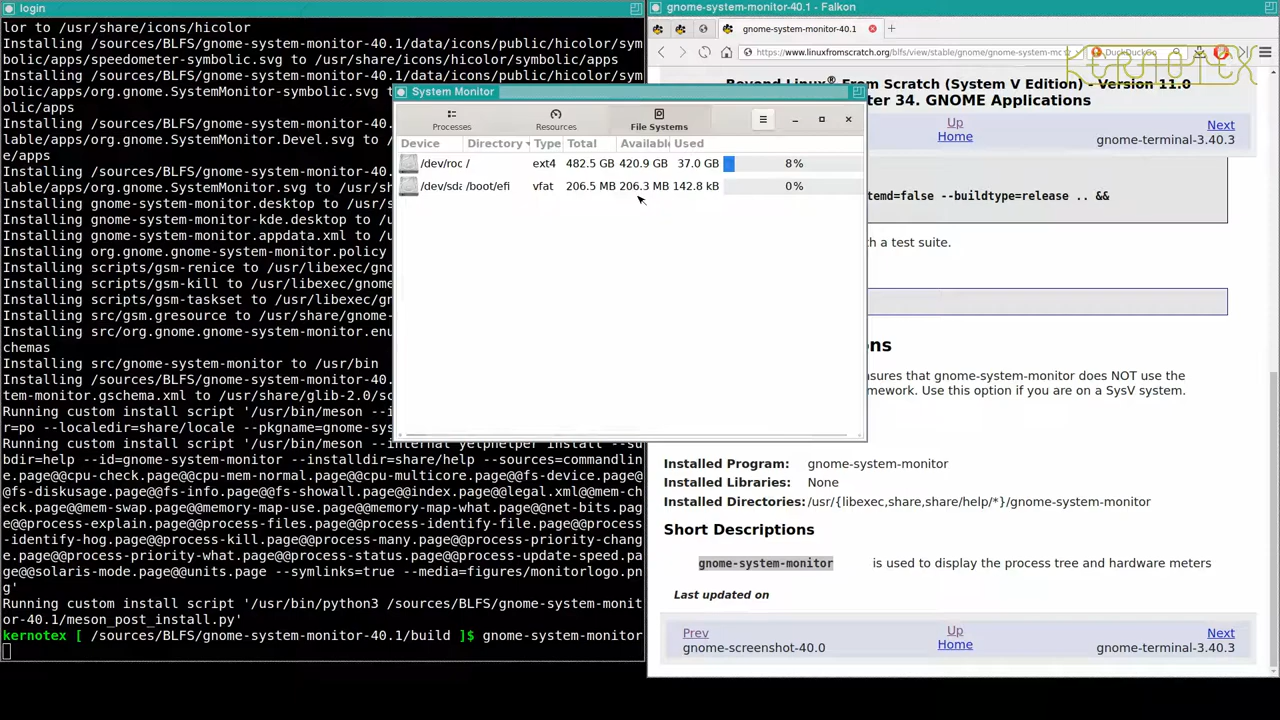 login
lor to /usr/share/icons/hicolor
Installing /sources/BLFS/gnome-system-monitor-40.1/data/icons/public/hicolor/sym
bolic/apps/speedometer-symbolic.svg to /usr/share/icons/hicolor/symbolic/apps
Installing /sources/BLFS/gnome-system-monitor-40.1/data/icons/public/hicolor/sym
bolic/apps/org.gnome.
SystemMonitor-symbolic.svg to /us
olic/apps
Installing /sources/BLFS/gnome-system-monitor-40.
lable/apps/org.gnome.SystemMonitor.Devel.svg to /
e/apps
Installing /sources/BLFS/gnome-system-monitor-40.
lable/apps/org.gnome.SystemMonitor.svg to /usr/sh
Installing gnome-system-monitor.desktop to /usr/s
Installing gnome-system-monitor-kde.desktop to /u
Installing gnome-system-monitor.appdata.xml to /u
Installing org.gnome.gnome-system-monitor.policy
Installing scripts/gsm-renice to /usr/libexec/gno
Installing scripts/gsm-kill to /usr/libexec/gnome
Installing scripts/gsm-taskset to /usr/libexec/gn
Installing src/gsm.gresource to /usr/share/gnome-
Installing src/org.gnome.gnome-system-monitor.enu
chemas
Installing src/gnome-system-monitor to /usr/bin
Installing /sources/BLFS/gnome-system-monitor-40.
tem-monitor.gschema.xml to /usr/share/glib-2.0/sc
Running custom install script '/usr/bin/meson --i
r=po --localedir=share/locale --pkgname=gnome-sys
Running custom install script '/usr/bin/meson --internal yelphelper install --su
bdir=help --id=gnome-system-monitor --installdir=share/help --sources=commandlin
e.page@@cpu-check.page@@cpu-mem-normal.page@@cpu-multicore.page@@fs-device.page@
@fs-diskusage.page@@fs-info.page@@fs-showall.page@@index.page@@legal.xml@@mem-ch
eck.page@@mem-swap.page@@memory-map-use.page@@memory-map-what.page@@net-bits.pag
e@@process-explain.page@@process-files.page@@process-identify-file.page@@process
-identify-hog.page@@process-kill.page@@process-many.page@@process-priority-chang
e.page@@process-priority-what.page@@process-status.page@@process-update-speed.pa
ge@@solaris-mode.page@@units.page --symlinks=true --media=figures/monitorlogo.pn
g'
Running custom install script '/usr/bin/python3 /sources/BLFS/gnome-system-monit
or-40.1/meson_post_install.py'
kernotex [ /sources/BLFS/gnome-system-monitor-40.1/build ]$ gnome-system-monitor
System Monitor
Processes Resources File Systems
Device Directory Type Total Availabl Used
/dev/roc / ext4 482.5 GB 420.9 GB 37.0 GB 8%
/dev/sda /boot/efi vfat 206.5 MB 206.3 MB 142.8 kB 0%
gnome-system-monitor-40.1 - Falkon
gnome-system-monitor-40.1
https://www.linuxfromscratch.org/blfs/view/stable/gnome/gnome-system-mc DuckDuckGo
KERNOTEX
Beyond Linux® From Scratch (System V Edition) - Version 11.0
ter 34. GNOME Applications
Up Next
Home gnome-terminal-3.40.3
temd=false --buildtype=release .. &&
h a test suite.
ons
sures that gnome-system-monitor does NOT use the
mework. Use this option if you are on a SysV system.
Installed Program: gnome-system-monitor
Installed Libraries: None
Installed Directories: /usr/{libexec,share,share/help/*}/gnome-system-monitor
Short Descriptions
gnome-system-monitor is used to display the process tree and hardware meters
Last updated on
Prev Up Next
gnome-screenshot-40.0 Home gnome-terminal-3.40.3